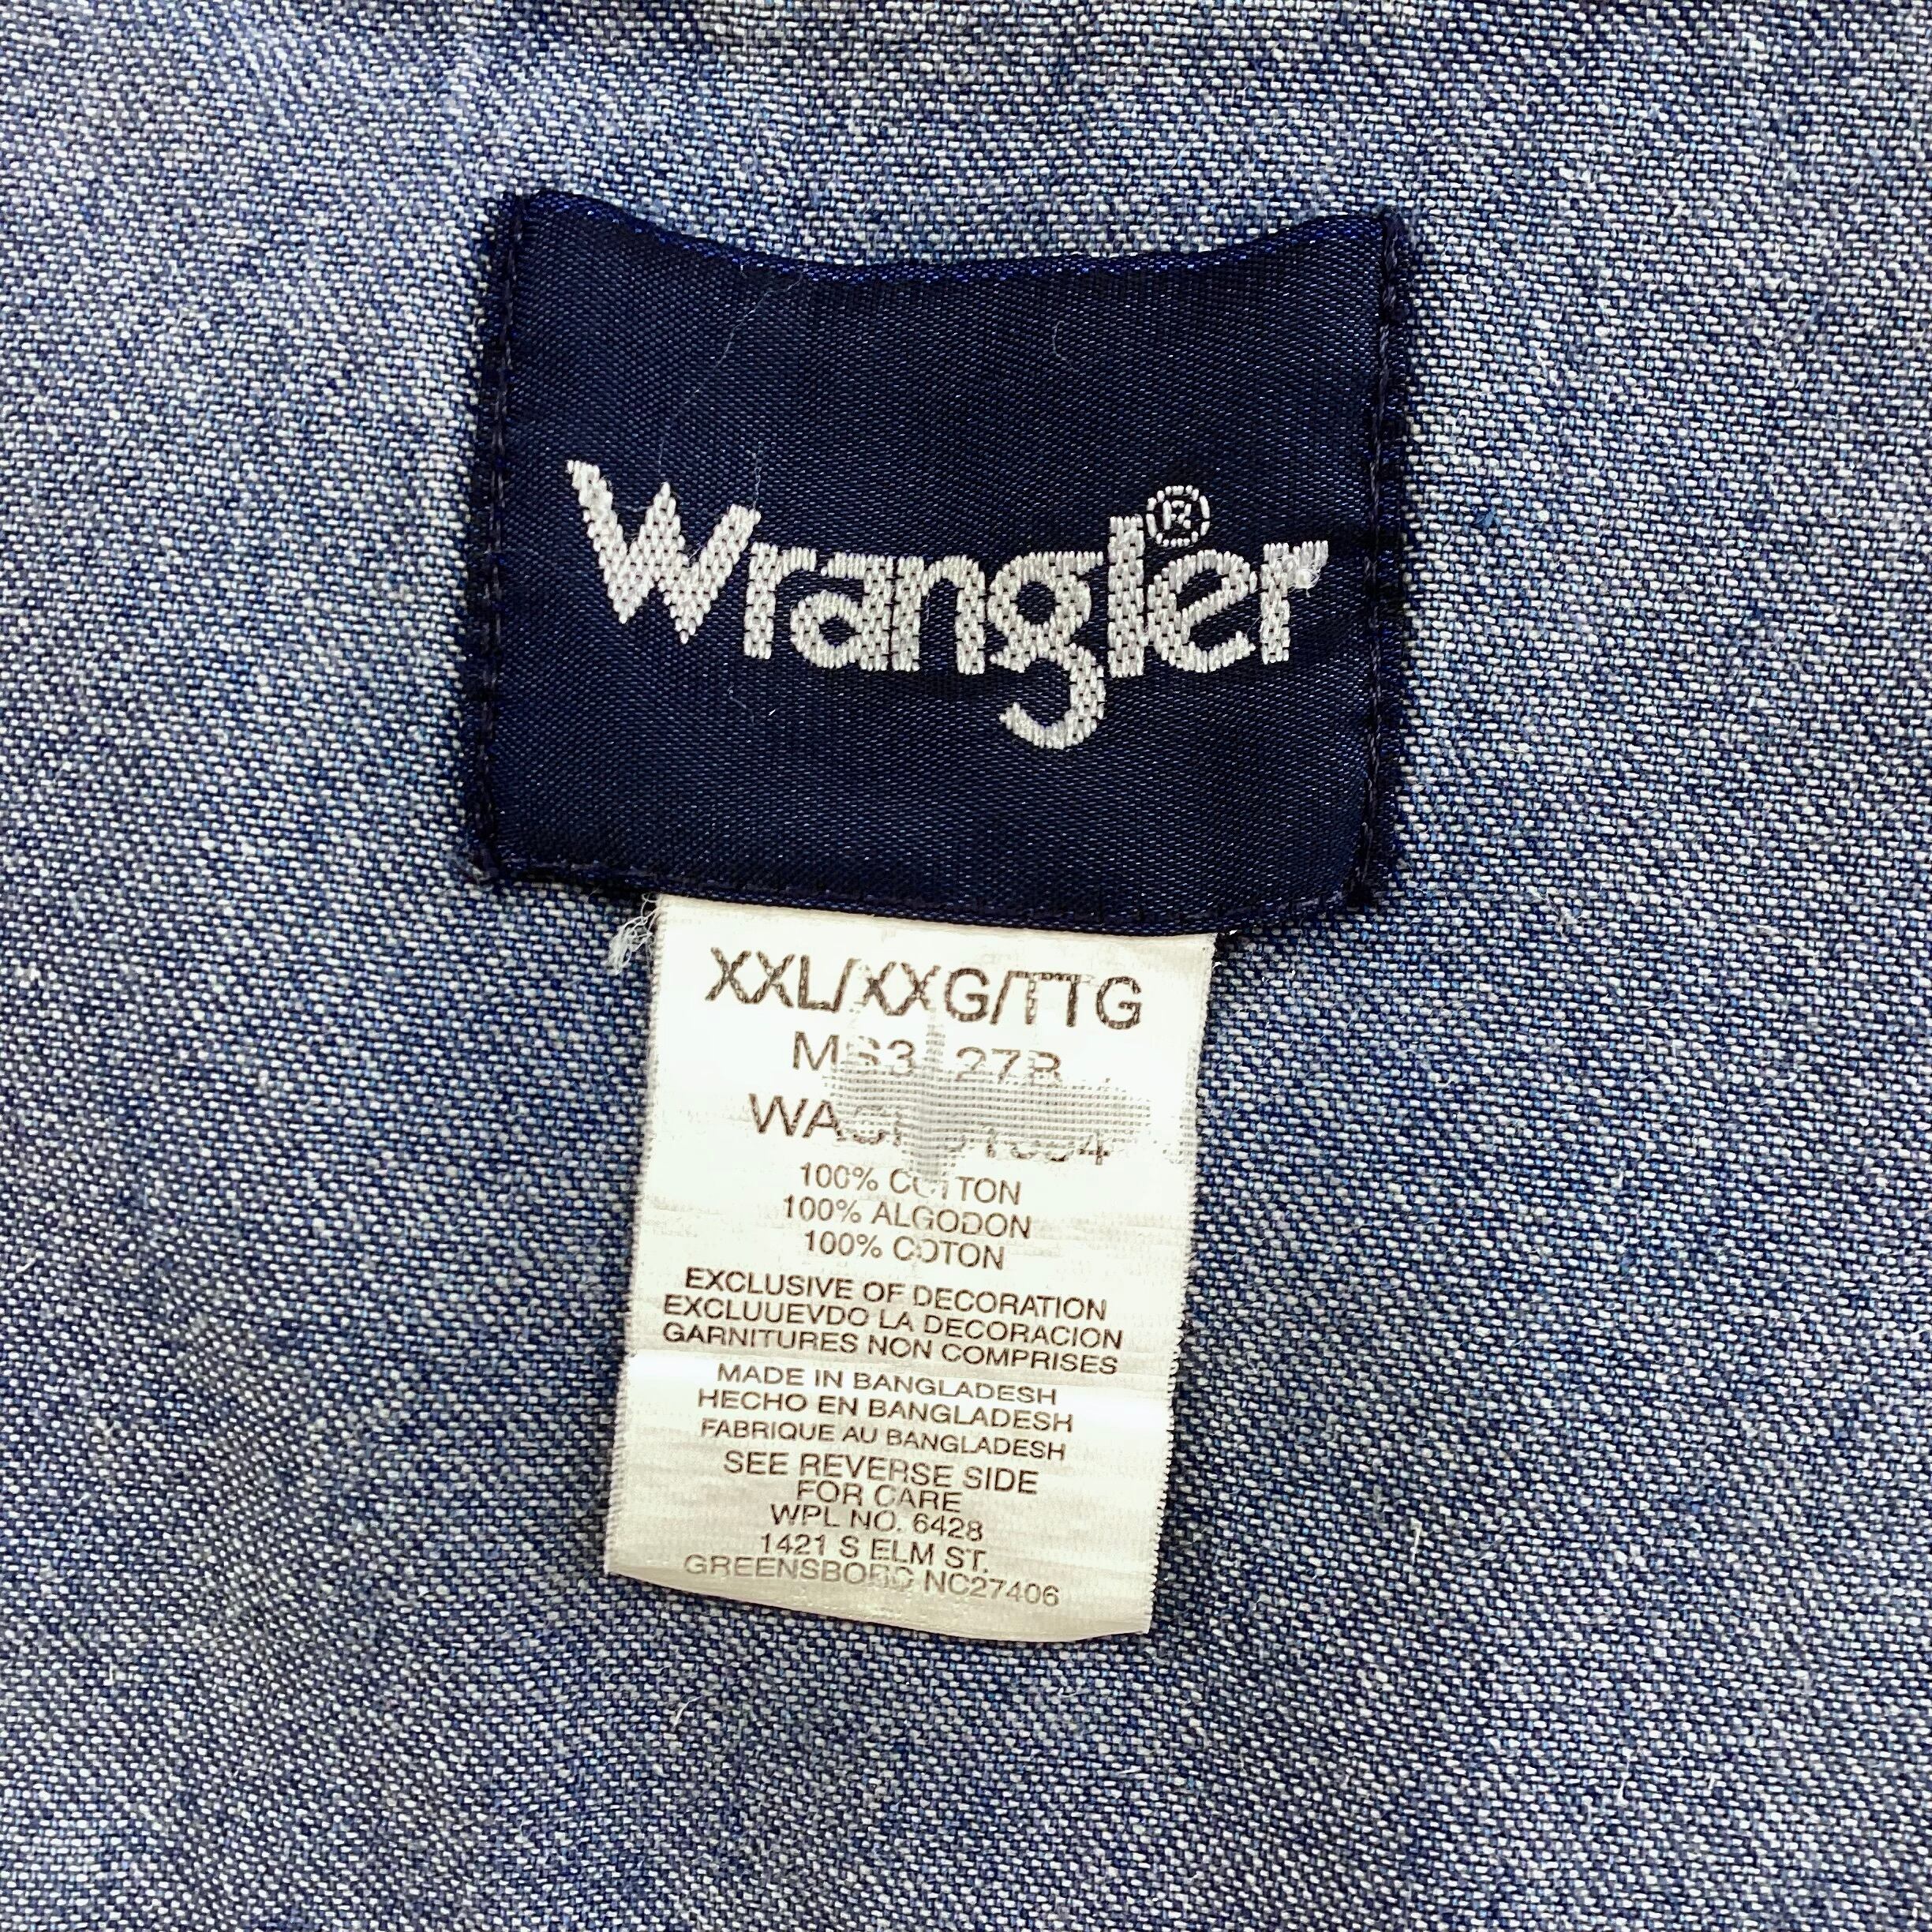 Wrangler®
XXL/XXG/TTG
100% COTTON
100% ALGODON
100% COTON
EXCLUSIVE OF DECORATION
EXCLUUEVDO LA DECORACION
GARNITURES NON COMPRISES
MADE IN BANGLADESH
HECHO EN BANGLADESH
FABRIQUE AU BANGLADESH
SEE REVERSE SIDE
FOR CARE
WPL NO. 6428
1421 S ELM ST.
GREENSBORO NC27406